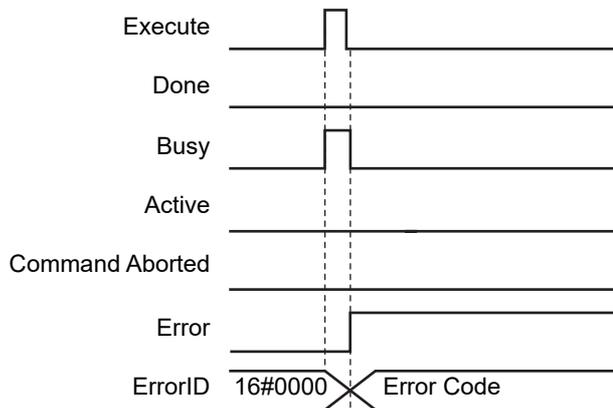 Execute
Done
Busy
Active
Command Aborted
Error
ErrorID 16#0000 Error Code